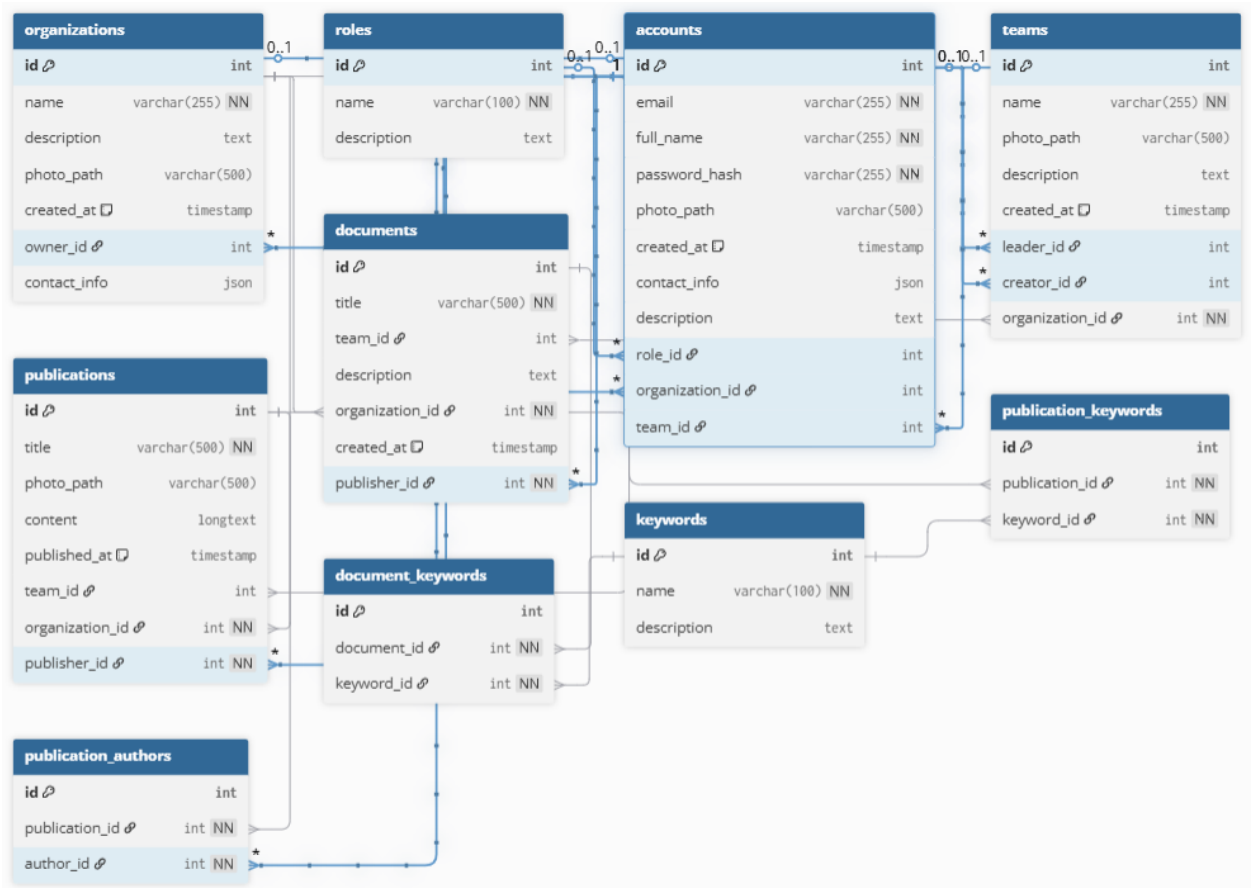 organizations
id int
name varchar(255) NN
description text
photo_path varchar(500)
created_at timestamp
owner_id int
contact_info json
0..1
*
roles
id int
name varchar(100) NN
description text
0..1
0..1
1
accounts
id int
email varchar(255) NN
full_name varchar(255) NN
password_hash varchar(255) NN
photo_path varchar(500)
created_at timestamp
contact_info json
description text
role_id int
organization_id int
team_id int
*
*
*
0..1
0..1
teams
id int
name varchar(255) NN
photo_path varchar(500)
description text
created_at timestamp
leader_id int
creator_id int
organization_id int NN
*
*
documents
id int
title varchar(500) NN
team_id int
description text
organization_id int NN
created_at timestamp
publisher_id int NN
*
publications
id int
title varchar(500) NN
photo_path varchar(500)
content longtext
published_at timestamp
team_id int
organization_id int NN
publisher_id int NN
*
publication_keywords
id int
publication_id int NN
keyword_id int NN
keywords
id int
name varchar(100) NN
description text
document_keywords
id int
document_id int NN
keyword_id int NN
publication_authors
id int
publication_id int NN
author_id int NN
*